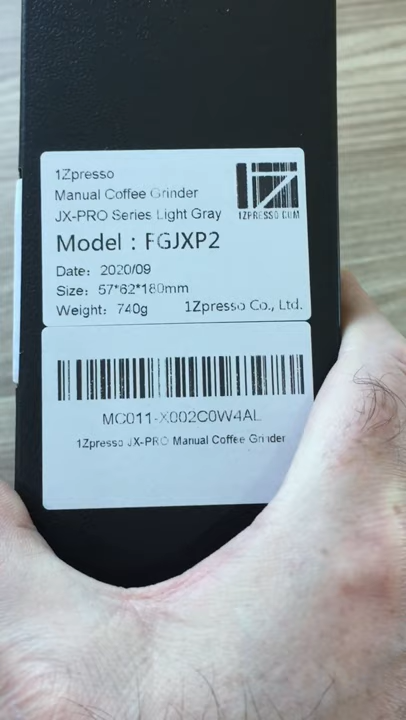 1Zpresso
Manual Coffee Grinder
JX-PRO Series Light Gray
1ZPRESSO.COM
Model : FGJXP2
Date: 2020/09
Size: 57*62*180mm
Weight: 740g
1Zpresso Co., Ltd.
MC011-X002C0W4AL
1Zpresso JX-PRO Manual Coffee Grinder